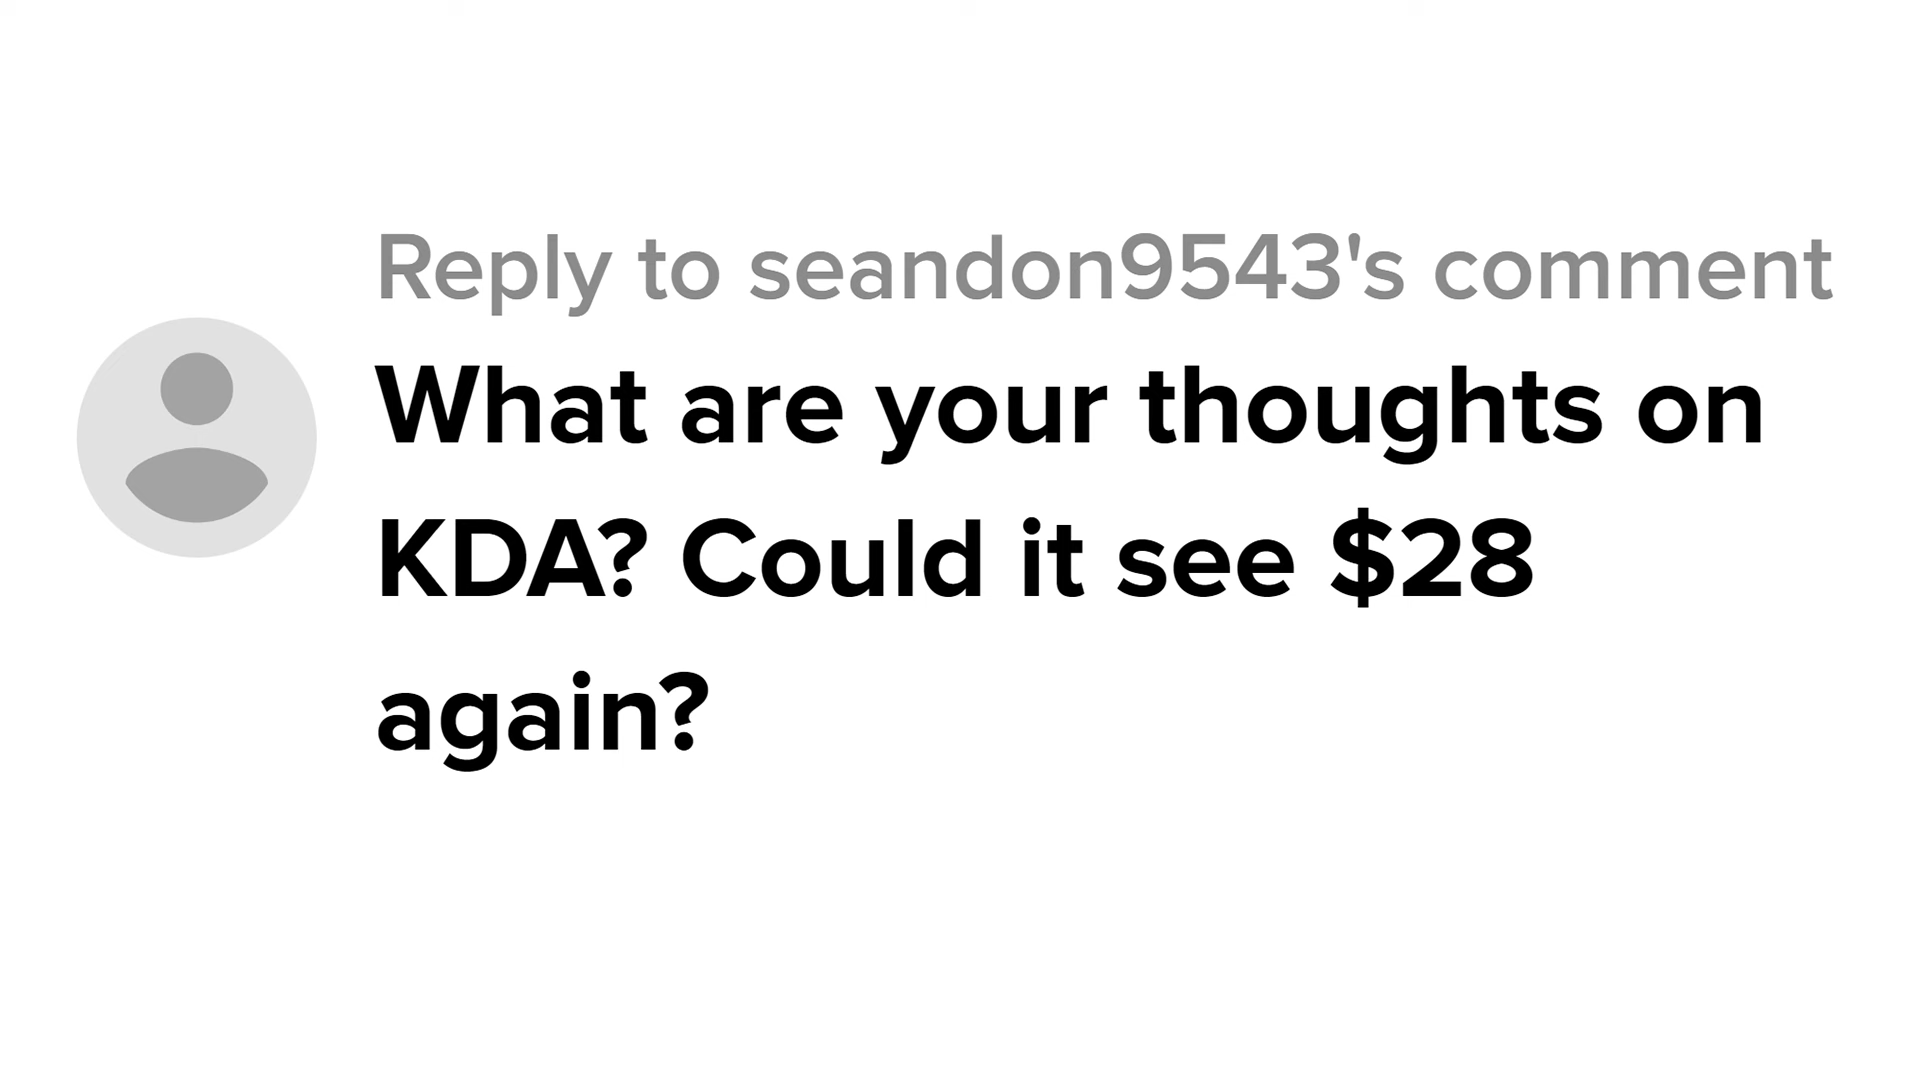 Reply to seandon9543's comment
What are your thoughts on
KDA? Could it see $28
again?